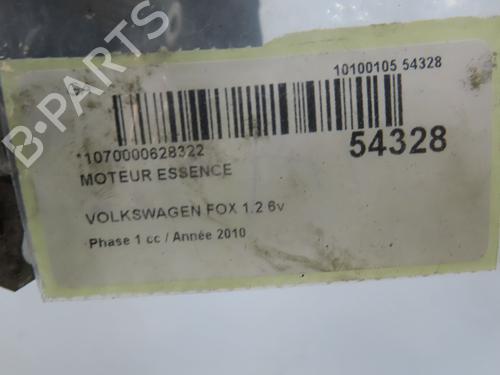 B-PARTS
10100105 54328
*1070000628322
54328
MOTEUR ESSENCE
VOLKSWAGEN FOX 1.2 6v
Phase 1 cc / Année 2010